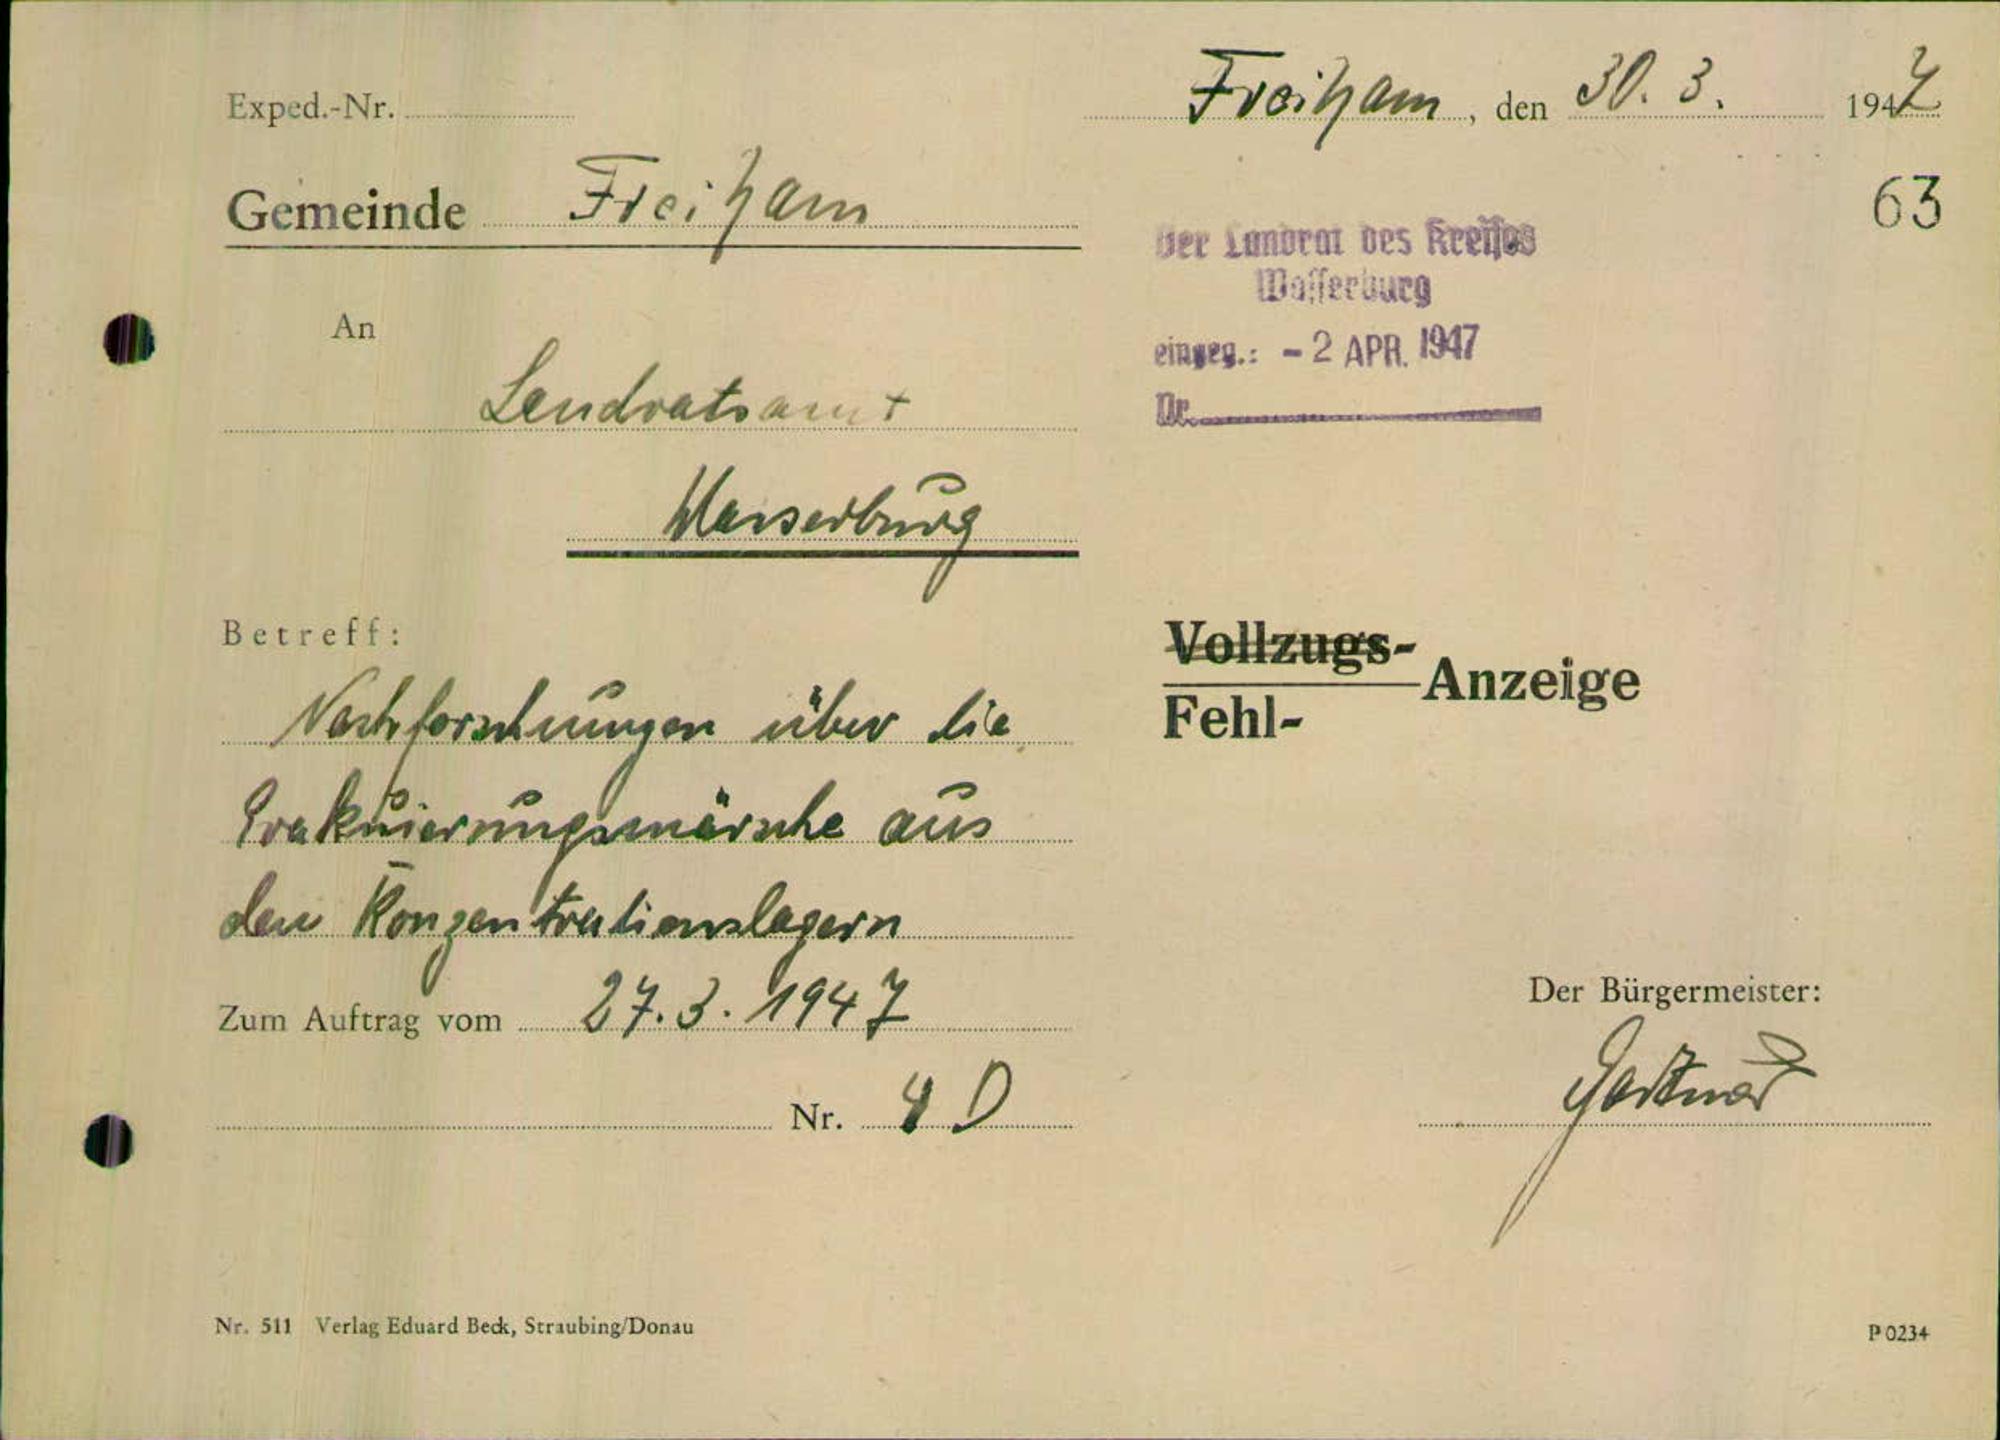 Exped.-Nr.
Freiham, den 30. 3. 1947
Gemeinde Freiham
63
Der Landrat des Kreises
Wasserburg
eingeg.: - 2 APR. 1947
Nr.
An
Landratsamt
Wasserburg
Betreff:
Nachforschungen über die
Evakuierungsmärsche aus
den Konzentrationslagern
Zum Auftrag vom 27.3.1947
Nr. 4 D
Vollzugs-
Fehl- Anzeige
Der Bürgermeister:
Nr. 511 Verlag Eduard Beck, Straubing/Donau
P 0234